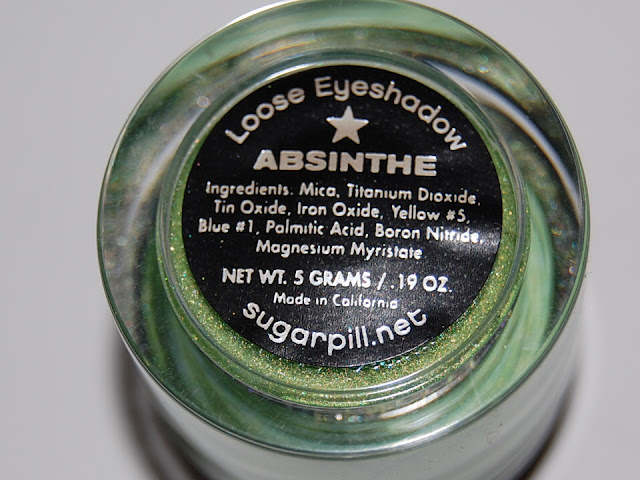 Loose Eyeshadow
ABSINTHE
Ingredients: Mica, Titanium Dioxide,
Tin Oxide, Iron Oxide, Yellow #5,
Blue #1, Palmitic Acid, Boron Nitride,
Magnesium Myristate
NET WT. 5 GRAMS / .19 OZ.
Made in California
sugarpill.net